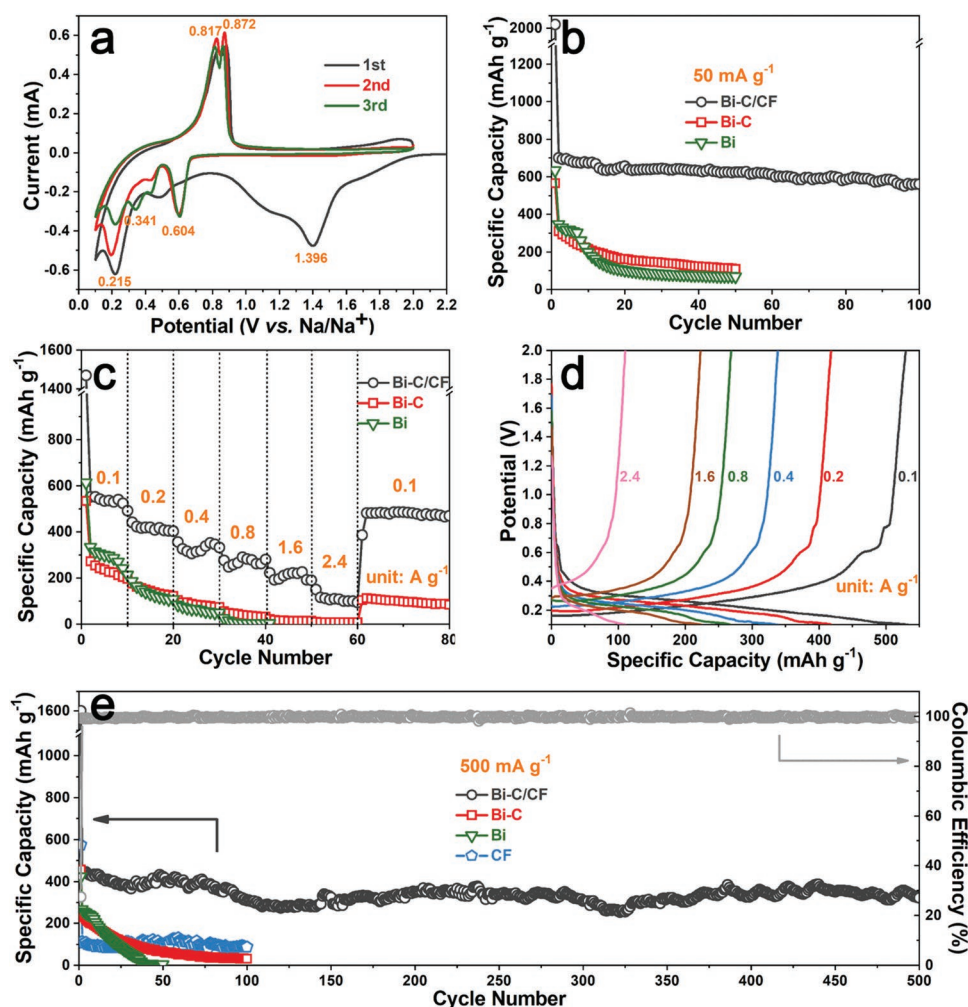 a
0.817
0.872
1st
2nd
3rd
0.341
0.604
1.396
0.215
0.6
0.4
0.2
0.0
-0.2
-0.4
-0.6
Current (mA)
0.0 0.2 0.4 0.6 0.8 1.0 1.2 1.4 1.6 1.8 2.0 2.2
Potential (V vs. Na/Na+)
b
50 mA g-1
Bi-C/CF
Bi-C
Bi
2000
1000
800
600
400
200
0
Specific Capacity (mAh g-1)
0 20 40 60 80 100
Cycle Number
c
Bi-C/CF
Bi-C
Bi
0.1
0.2
0.4
0.8
1.6
2.4
0.1
unit: A g-1
1600
1400
800
600
400
200
0
Specific Capacity (mAh g-1)
0 20 40 60 80
Cycle Number
d
2.4
1.6
0.8
0.4
0.2
0.1
unit: A g-1
2.0
1.8
1.6
1.4
1.2
1.0
0.8
0.6
0.4
0.2
Potential (V)
0 100 200 300 400 500
Specific Capacity (mAh g-1)
e
500 mA g-1
Bi-C/CF
Bi-C
Bi
CF
1600
1000
800
600
400
200
0
Specific Capacity (mAh g-1)
100
80
60
40
20
0
Coloumbic Efficiency (%)
0 25 50 75 100 150 200 250 300 350 400 450 500
Cycle Number